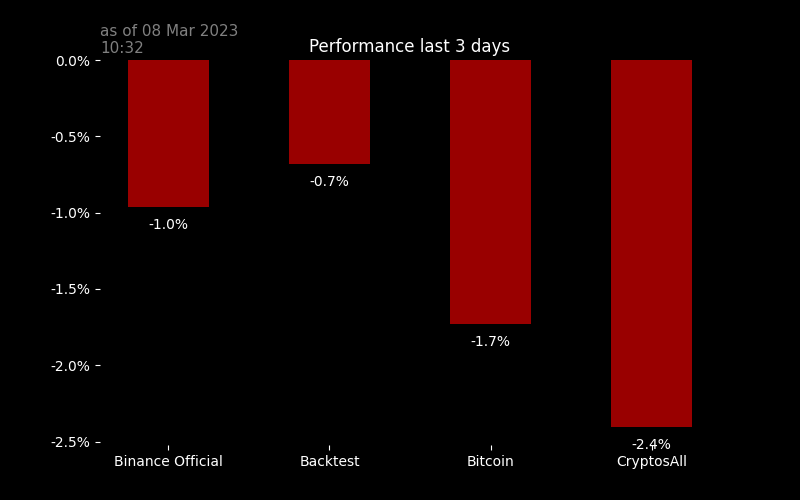 as of 08 Mar 2023
10:32
Performance last 3 days
0.0%
-0.5%
-1.0%
-1.5%
-2.0%
-2.5%
-1.0%
-0.7%
-1.7%
-2.4%
Binance Official
Backtest
Bitcoin
CryptosAll